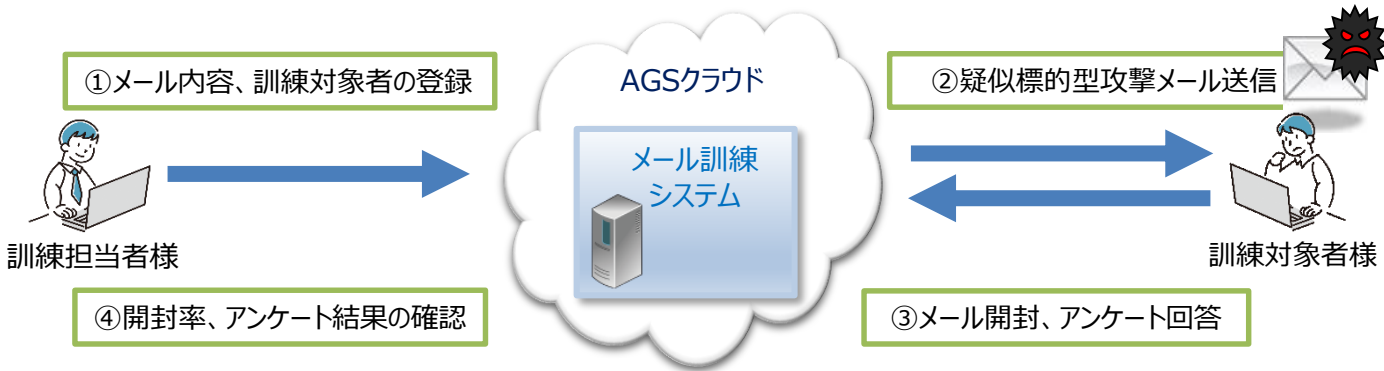 ①メール内容、訓練対象者の登録
AGSクラウド
②疑似標的型攻撃メール送信
メール訓練
システム
訓練担当者様
訓練対象者様
④開封率、アンケート結果の確認
③メール開封、アンケート回答